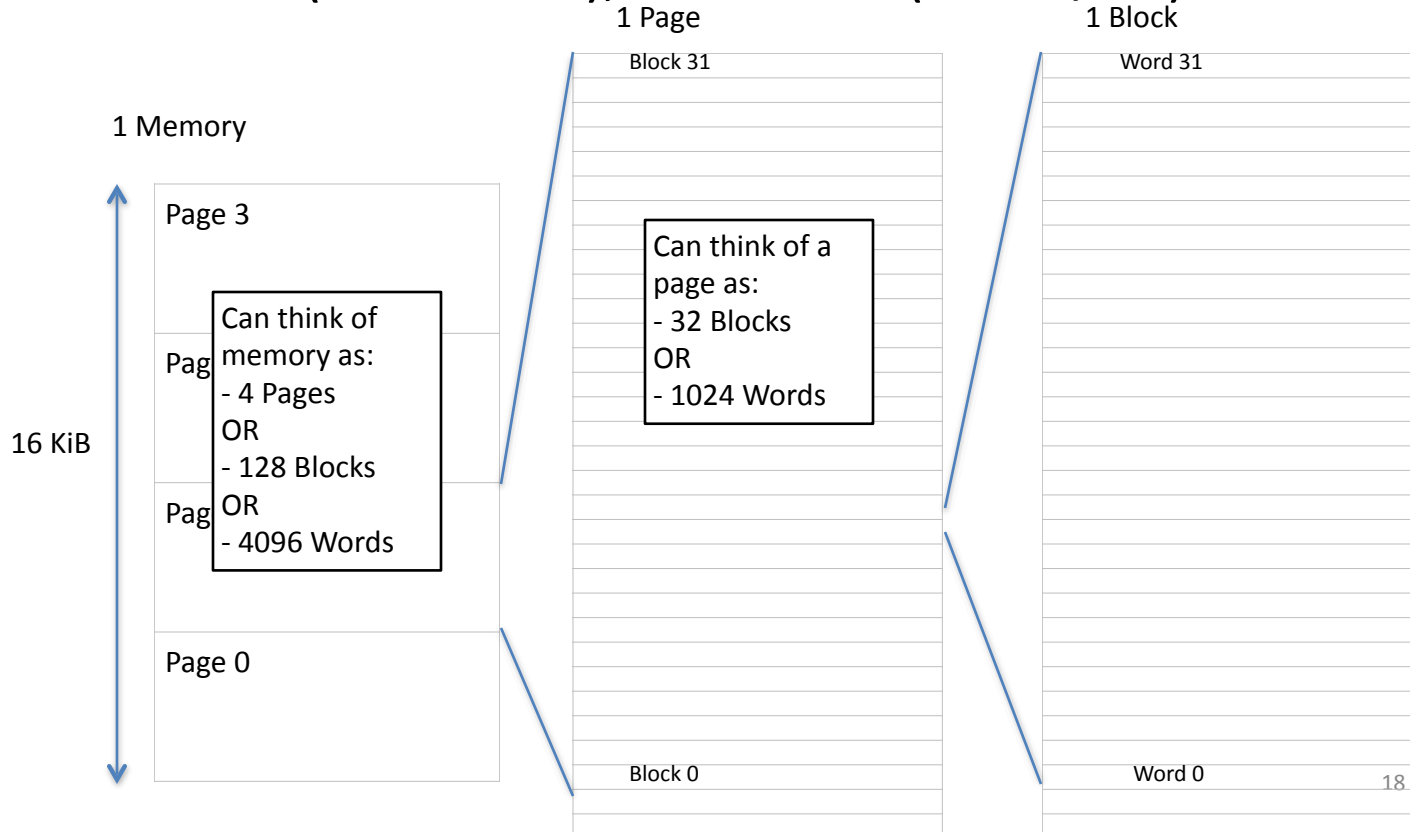 1 Page
1 Block
Block 31
Word 31
1 Memory
Page 3
Can think of a
page as:
- 32 Blocks
OR
- 1024 Words
Can think of
memory as:
- 4 Pages
OR
- 128 Blocks
OR
- 4096 Words
Pag
Pag
16 KiB
Page 0
Block 0
Word 0
18